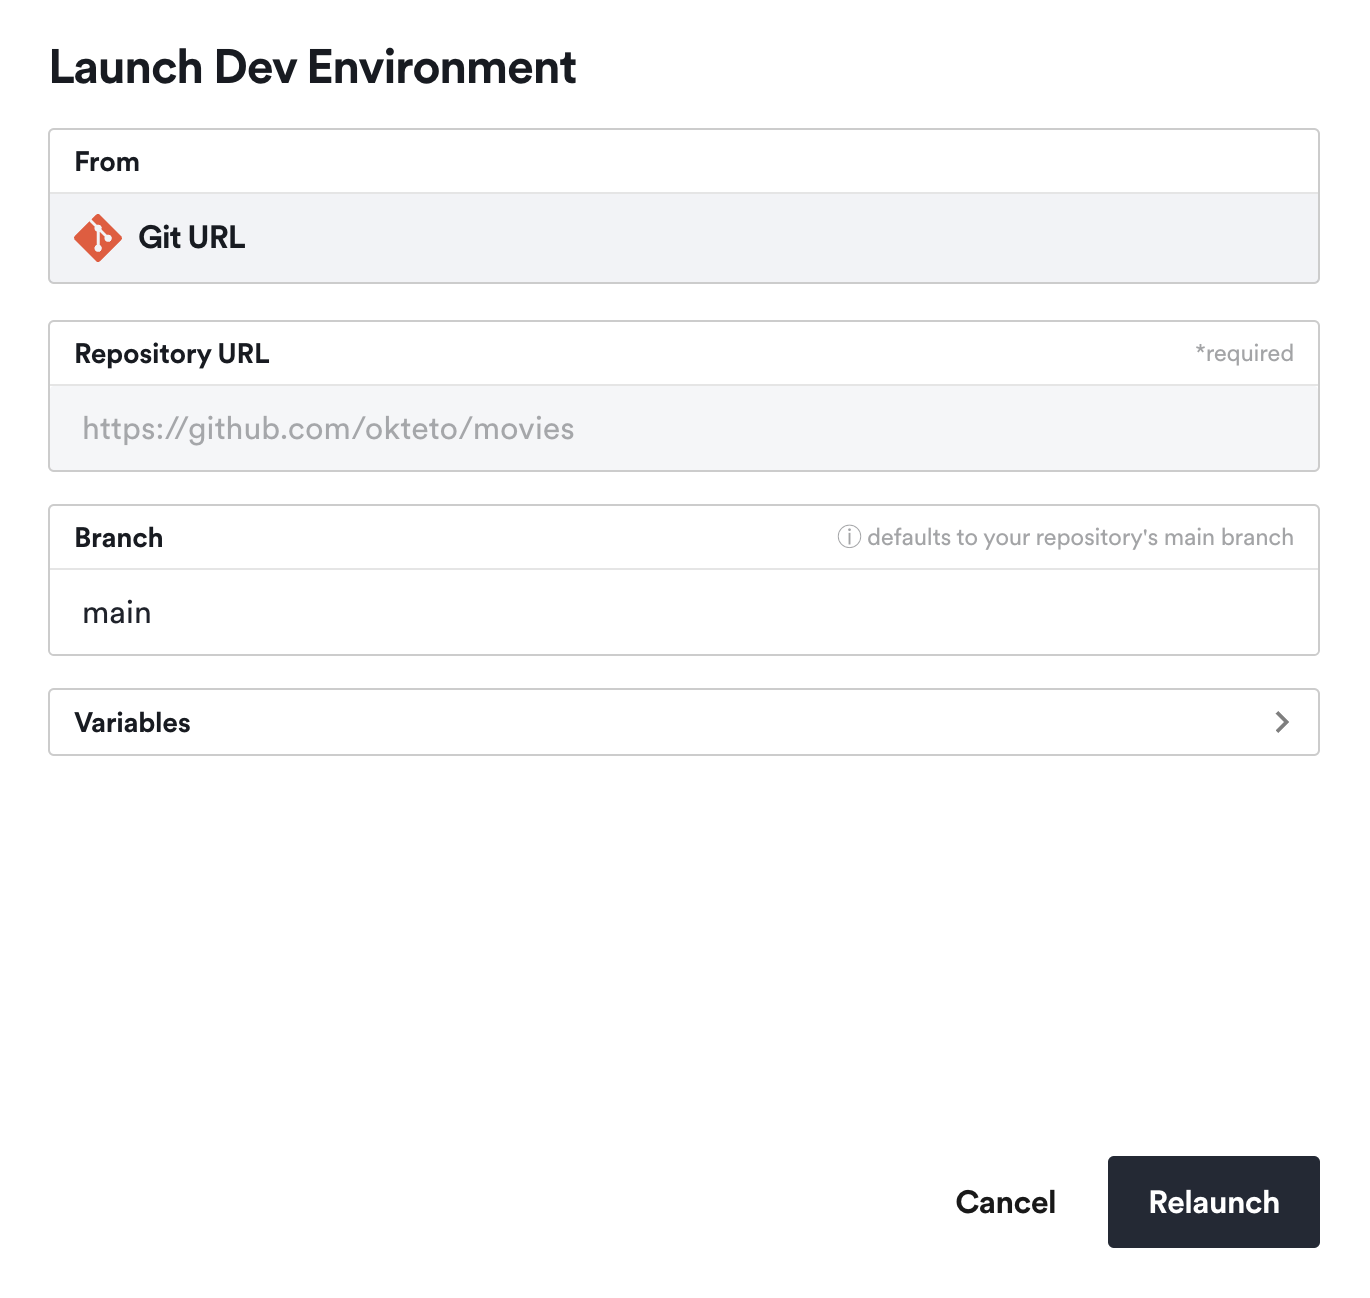 Launch Dev Environment
From
Git URL
Repository URL *required
https://github.com/okteto/movies
Branch ⓘ defaults to your repository's main branch
main
Variables
Cancel Relaunch